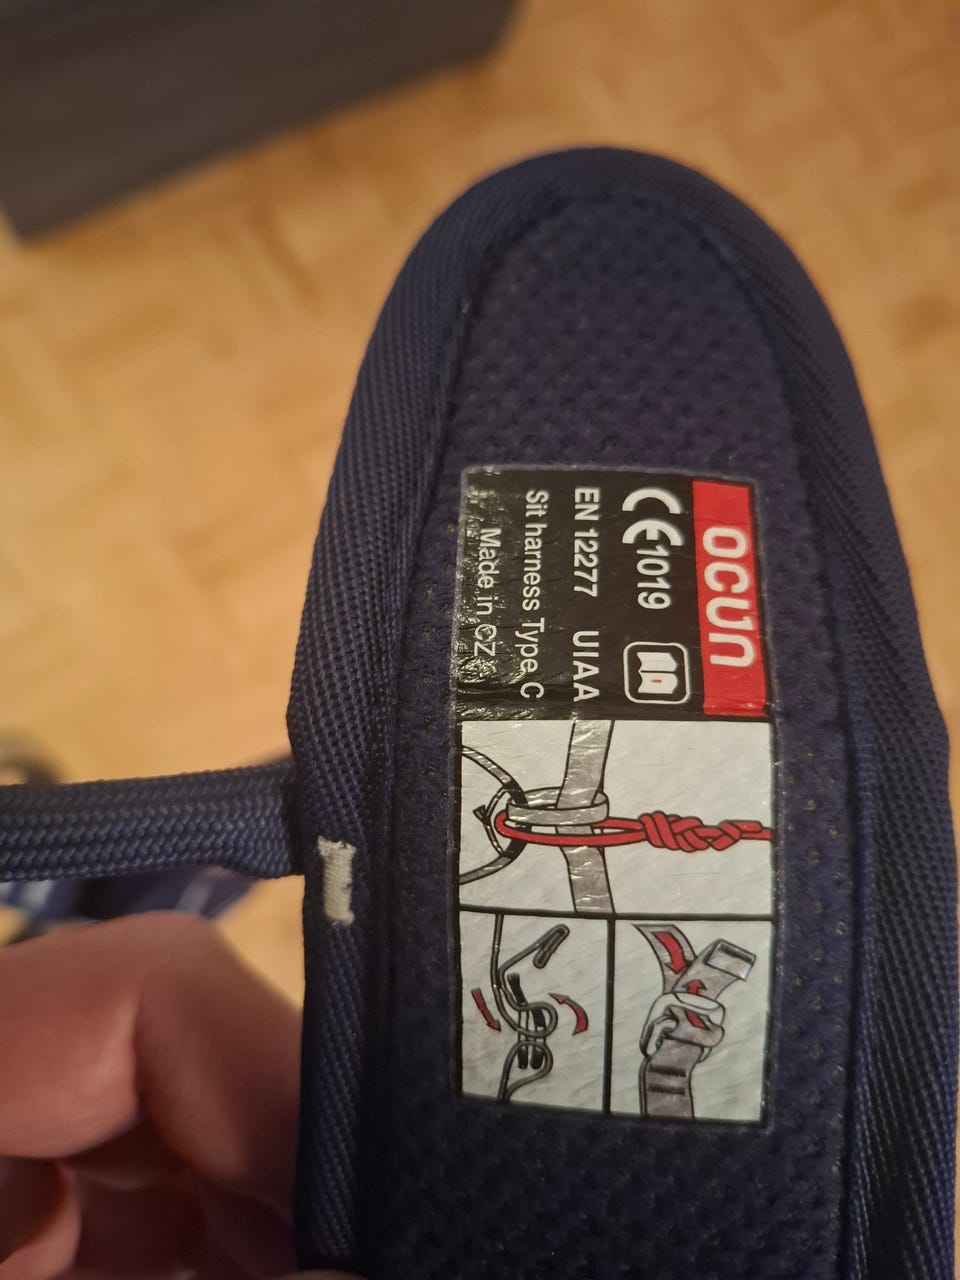 OCUN
CE 1019
EN 12277 UIAA
Sit harness Type C
Made in CZ